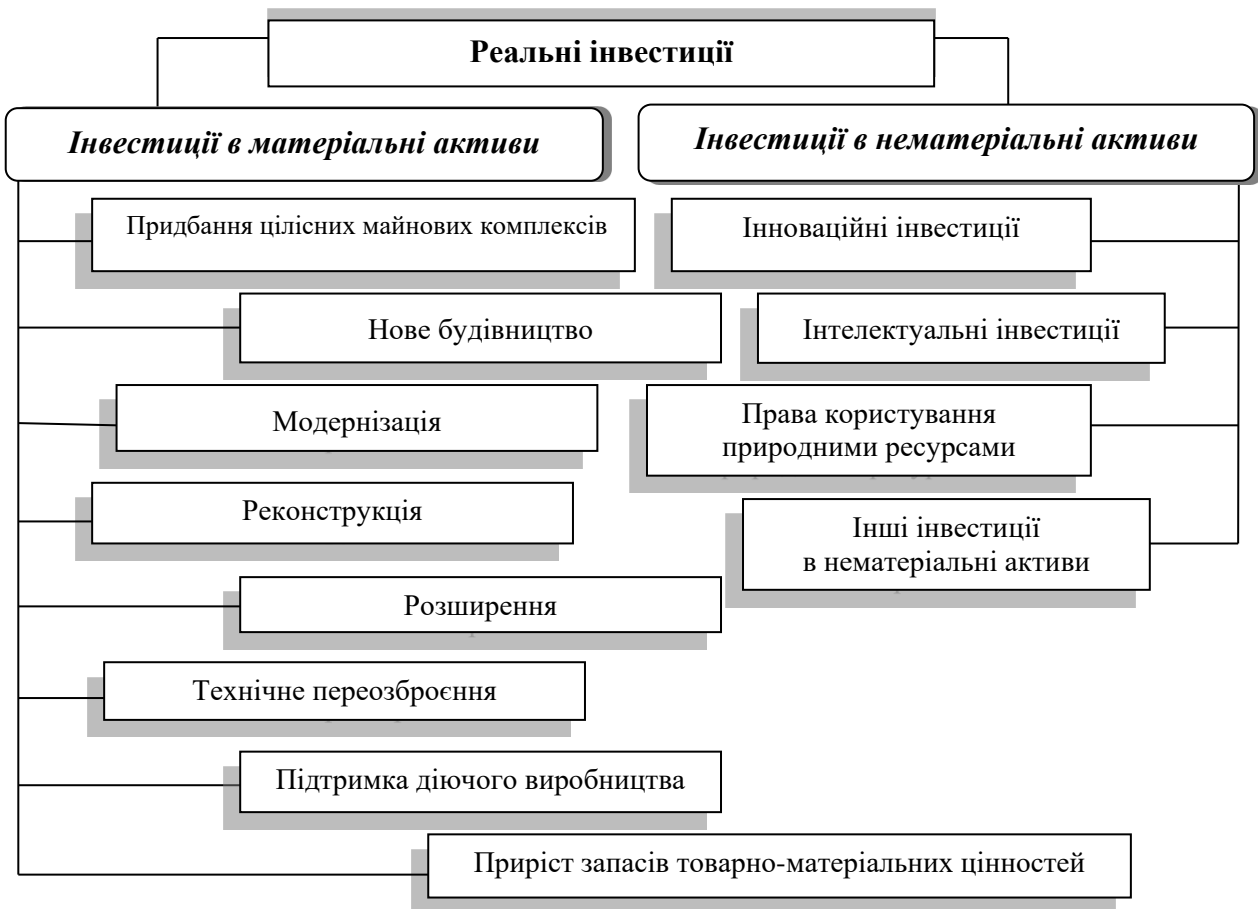 Реальні інвестиції
Інвестиції в матеріальні активи
Інвестиції в нематеріальні активи
Придбання цілісних майнових комплексів
Інноваційні інвестиції
Нове будівництво
Інтелектуальні інвестиції
Модернізація
Права користування
природними ресурсами
Реконструкція
Інші інвестиції
в нематеріальні активи
Розширення
Технічне переозброєння
Підтримка діючого виробництва
Приріст запасів товарно-матеріальних цінностей